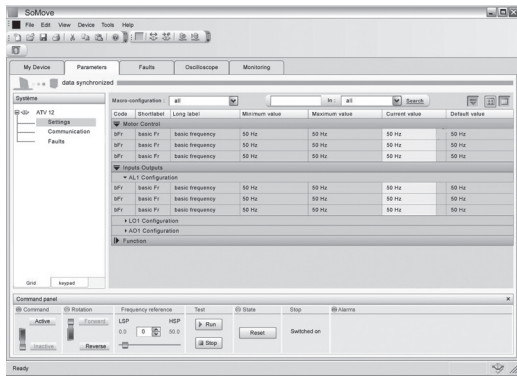 SoMove
File Edit View Device Tools Help
My Device Parameters Faults Oscilloscope Monitoring
data synchronized
Système
ATV 12
Settings
Communication
Faults
Grid keypad
Macro-configuration : all In : all Search
Code Shortlabel Long label Minimum value Maximum value Current value Default value
Motor Control
bFr basic Fr basic frequency 50 Hz 50 Hz 50 Hz 50 Hz
bFr basic Fr basic frequency 50 Hz 50 Hz 50 Hz 50 Hz
bFr basic Fr basic frequency 50 Hz 50 Hz 50 Hz 50 Hz
Inputs Outputs
AL1 Configuration
bFr basic Fr basic frequency 50 Hz 50 Hz 50 Hz 50 Hz
bFr basic Fr basic frequency 50 Hz 50 Hz 50 Hz 50 Hz
bFr basic Fr basic frequency 50 Hz 50 Hz 50 Hz 50 Hz
LO1 Configuration
AO1 Configuration
Function
Command panel
Command Rotation Frequency reference Test State Stop Alarms
Active Forward LSP HSP Run
0.0 0 50.0 Reset Switched on
Inactive Reverse Stop
Ready